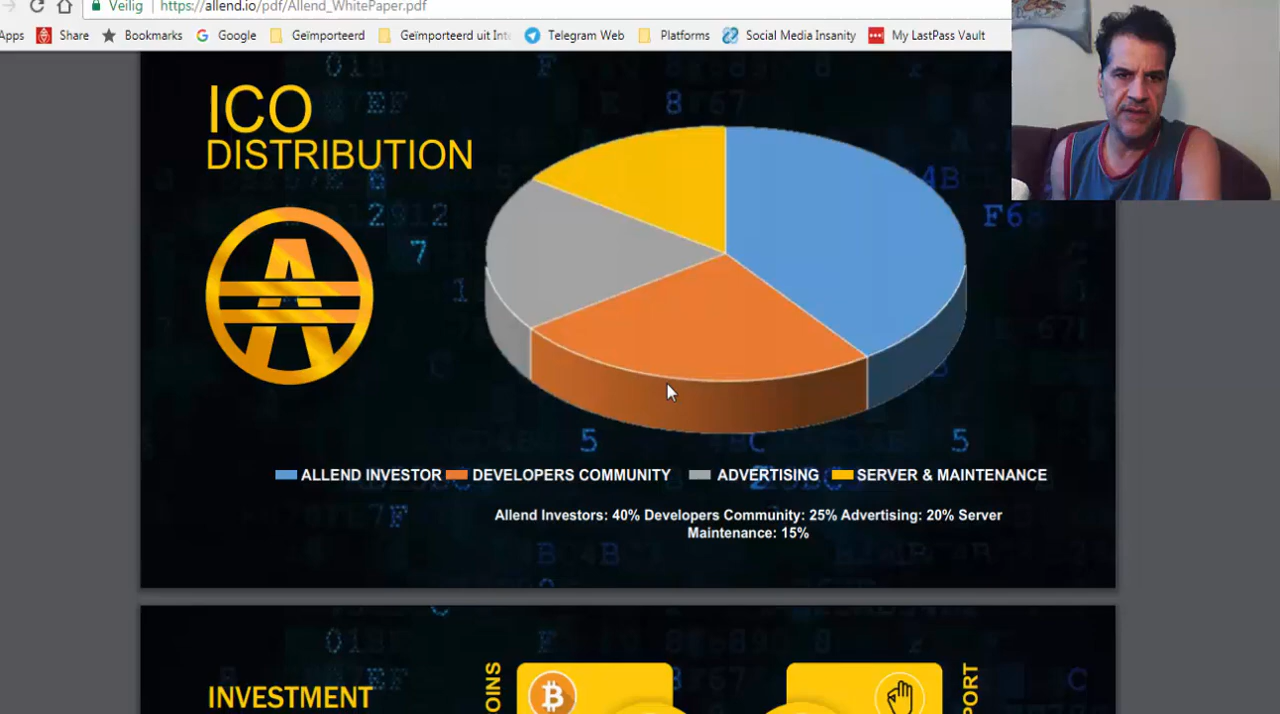 Veilig https://allend.io/pdf/Allend_WhitePaper.pdf
Apps Share Bookmarks Google Geïmporteerd Geïmporteerd uit Telegram Web Platforms Social Media Insanity My LastPass Vault
ICO
DISTRIBUTION
ALLEND INVESTOR DEVELOPERS COMMUNITY ADVERTISING SERVER & MAINTENANCE
Allend Investors: 40% Developers Community: 25% Advertising: 20% Server
Maintenance: 15%
INVESTMENT